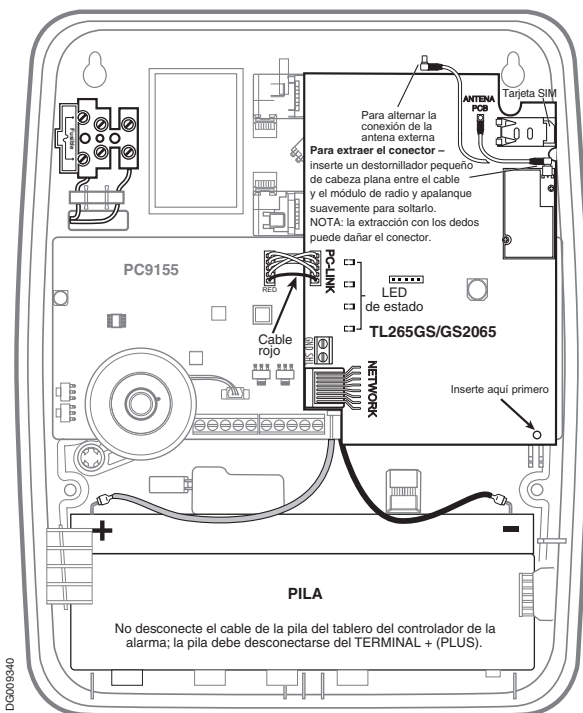 Tarjeta SIM
ANTENA
PCB
Para alternar la
conexión de la
antena externa
Para extraer el conector –
inserte un destornillador pequeño
de cabeza plana entre el cable
y el módulo de radio y apalanque
suavemente para soltarlo.
NOTA: la extracción con los dedos
puede dañar el conector.
Fusible
PC9155
RED
PC-LINK
LED
de estado
Cable
rojo
TL265GS/GS2065
GND SH
NETWORK
Inserte aquí primero
+
–
PILA
No desconecte el cable de la pila del tablero del controlador de la
alarma; la pila debe desconectarse del TERMINAL + (PLUS).
DG009340